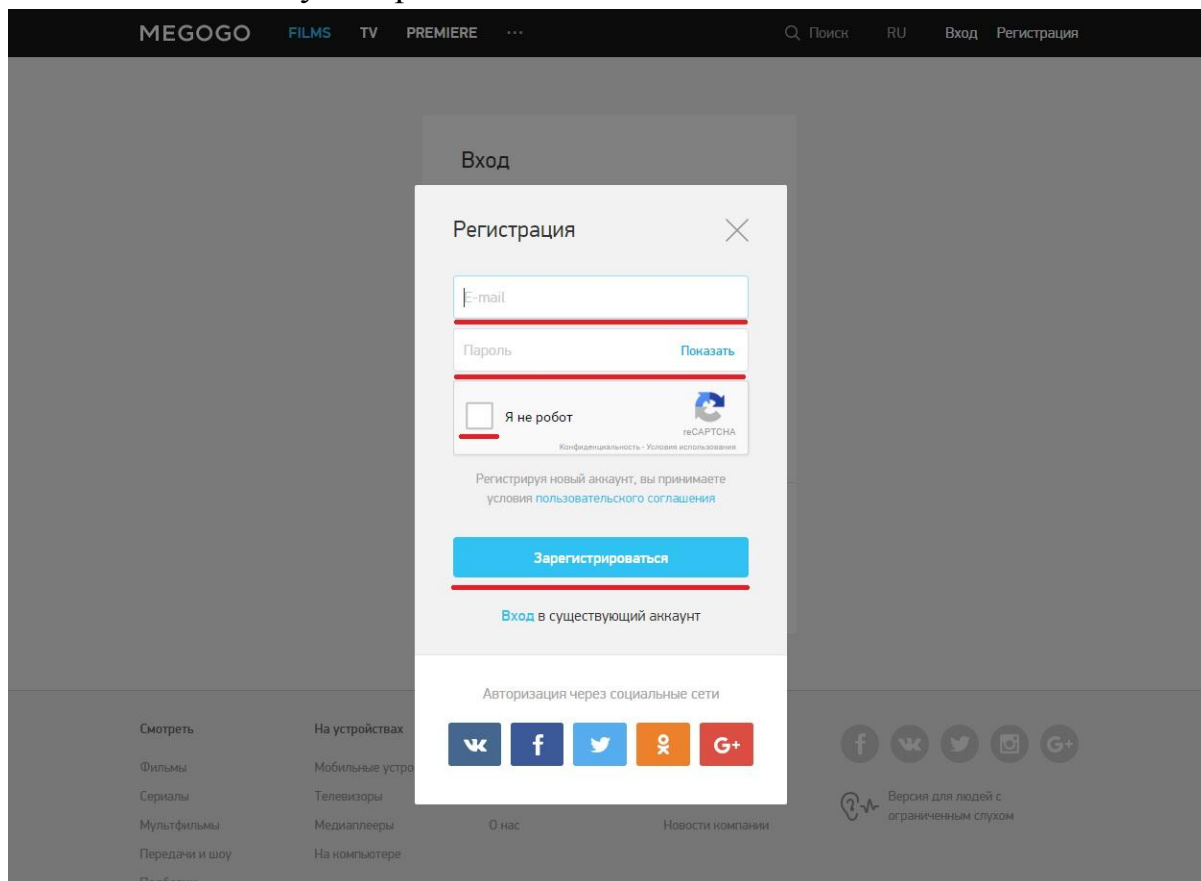 MEGOGO FILMS TV PREMIERE ··· Поиск RU Вход Регистрация
Вход
Регистрация
E-mail
Пароль Показать
Я не робот
reCAPTCHA
Конфиденциальность - Условия использования
Регистрируя новый аккаунт, вы принимаете
условия пользовательского соглашения
Зарегистрироваться
Вход в существующий аккаунт
Авторизация через социальные сети
G+
Смотреть
Фильмы
Сериалы
Мультфильмы
Передачи и шоу
На устройствах
Мобильные устро
Телевизоры
Медиаплееры
На компьютере
О нас
Новости компании
G+
Версия для людей с
ограниченным слухом